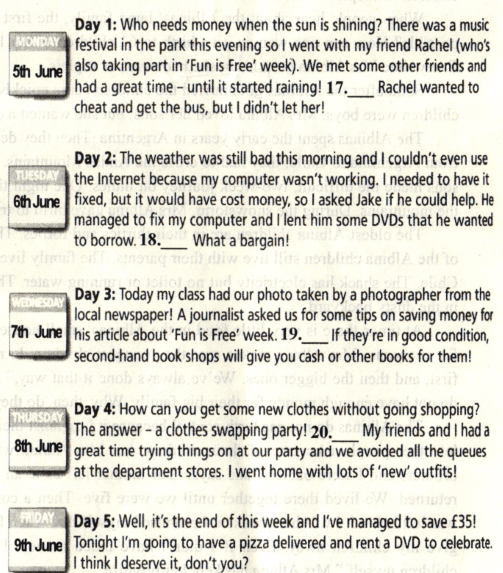 MONDAY
5th June
Day 1: Who needs money when the sun is shining? There was a music
festival in the park this evening so I went with my friend Rachel (who's
also taking part in 'Fun is Free' week). We met some other friends and
had a great time – until it started raining! 17.___ Rachel wanted to
cheat and get the bus, but I didn't let her!
TUESDAY
6th June
Day 2: The weather was still bad this morning and I couldn't even use
the Internet because my computer wasn't working. I needed to have it
fixed, but it would have cost money, so I asked Jake if he could help. He
managed to fix my computer and I lent him some DVDs that he wanted
to borrow. 18.____ What a bargain!
WEDNESDAY
7th June
Day 3: Today my class had our photo taken by a photographer from the
local newspaper! A journalist asked us for some tips on saving money for
his article about 'Fun is Free' week. 19.___ If they're in good condition,
second-hand book shops will give you cash or other books for them!
THURSDAY
8th June
Day 4: How can you get some new clothes without going shopping?
The answer – a clothes swapping party! 20.____ My friends and I had a
great time trying things on at our party and we avoided all the queues
at the department stores. I went home with lots of 'new' outfits!
FRIDAY
9th June
Day 5: Well, it's the end of this week and I've managed to save £35!
Tonight I'm going to have a pizza delivered and rent a DVD to celebrate.
I think I deserve it, don't you?